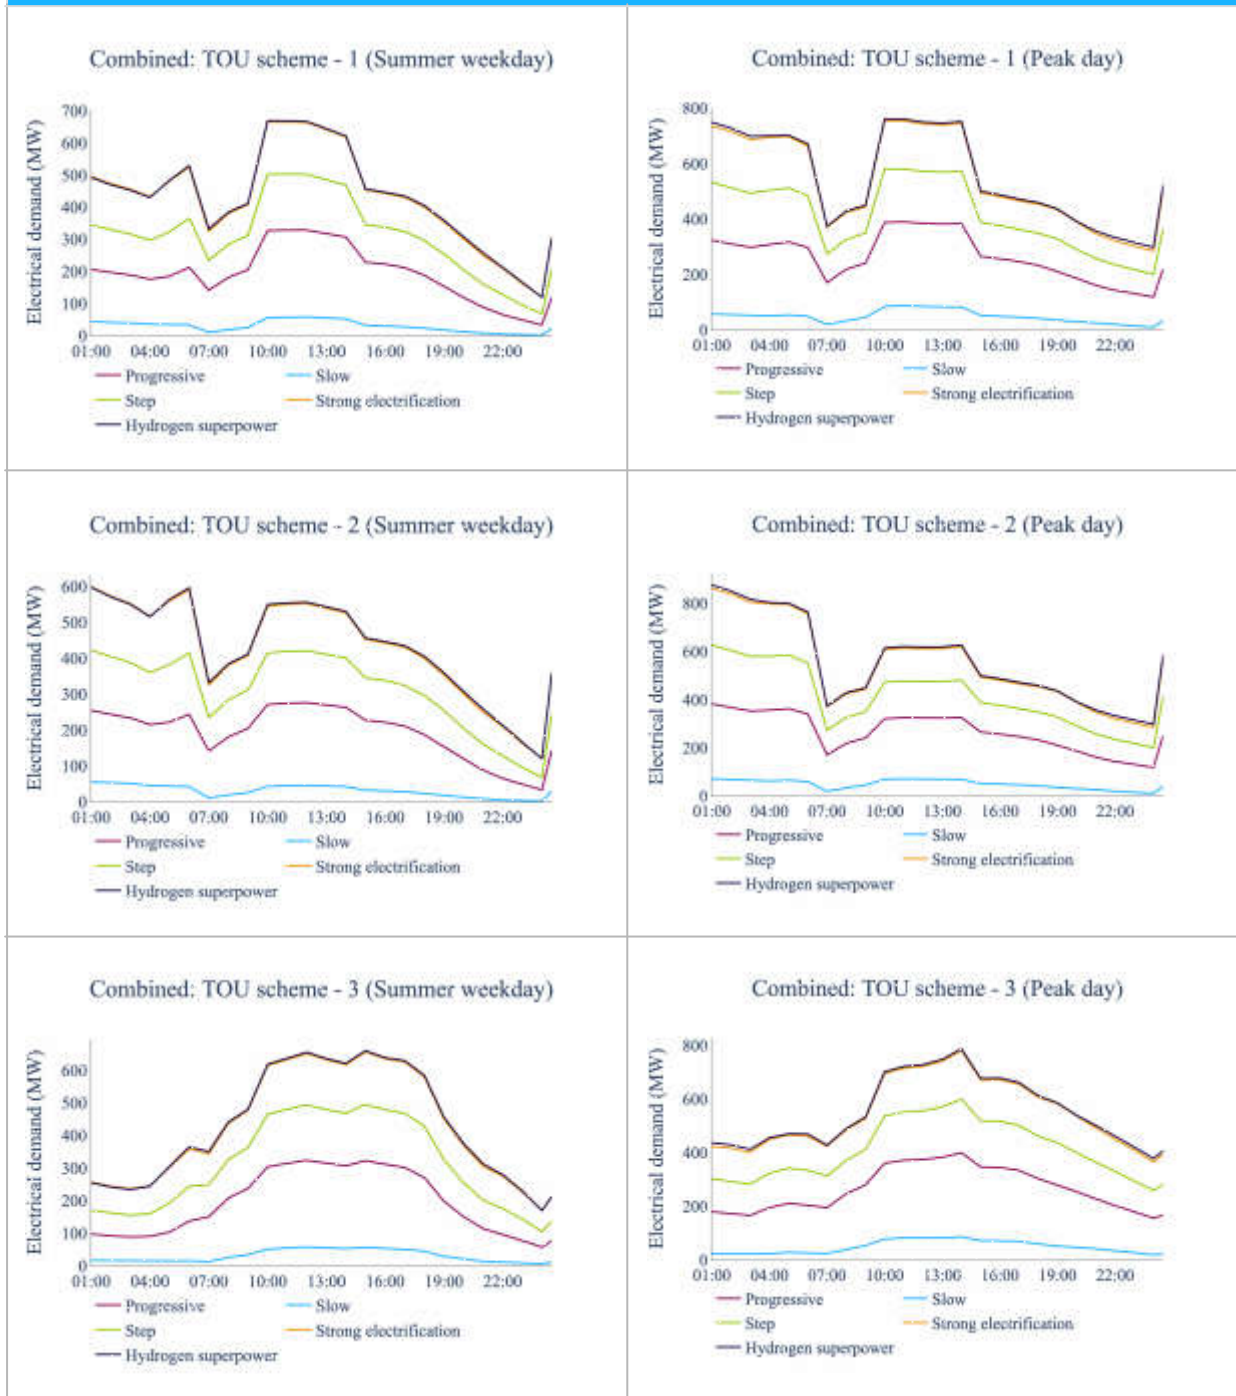 Combined: TOU scheme - 1 (Summer weekday)
Electrical demand (MW)
700
600
500
400
300
200
100
0
01:00 04:00 07:00 10:00 13:00 16:00 19:00 22:00
Progressive Slow
Step Strong electrification
Hydrogen superpower
Combined: TOU scheme - 1 (Peak day)
Electrical demand (MW)
800
600
400
200
0
01:00 04:00 07:00 10:00 13:00 16:00 19:00 22:00
Progressive Slow
Step Strong electrification
Hydrogen superpower
Combined: TOU scheme - 2 (Summer weekday)
Electrical demand (MW)
600
500
400
300
200
100
0
01:00 04:00 07:00 10:00 13:00 16:00 19:00 22:00
Progressive Slow
Step Strong electrification
Hydrogen superpower
Combined: TOU scheme - 2 (Peak day)
Electrical demand (MW)
800
600
400
200
0
01:00 04:00 07:00 10:00 13:00 16:00 19:00 22:00
Progressive Slow
Step Strong electrification
Hydrogen superpower
Combined: TOU scheme - 3 (Summer weekday)
Electrical demand (MW)
600
500
400
300
200
100
0
01:00 04:00 07:00 10:00 13:00 16:00 19:00 22:00
Progressive Slow
Step Strong electrification
Hydrogen superpower
Combined: TOU scheme - 3 (Peak day)
Electrical demand (MW)
800
600
400
200
0
01:00 04:00 07:00 10:00 13:00 16:00 19:00 22:00
Progressive Slow
Step Strong electrification
Hydrogen superpower